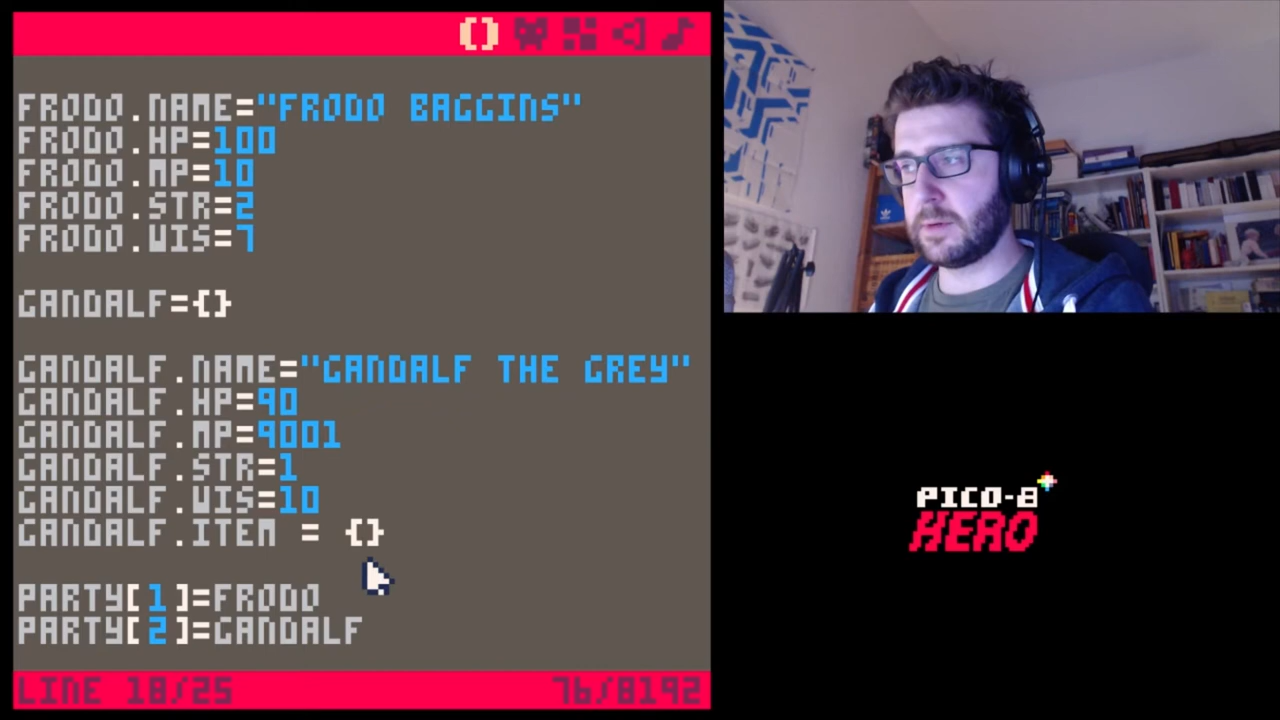 FRODO.NAME="FRODO BAGGINS"
FRODO.HP=100
FRODO.MP=10
FRODO.STR=2
FRODO.WIS=7
GANDALF={}
GANDALF.NAME="GANDALF THE GREY"
GANDALF.HP=90
GANDALF.MP=9001
GANDALF.STR=1
GANDALF.WIS=10
GANDALF.ITEM = {}
PARTY[1]=FRODO
PARTY[2]=GANDALF
LINE 18/25
76/8192
PICO-8
HERO